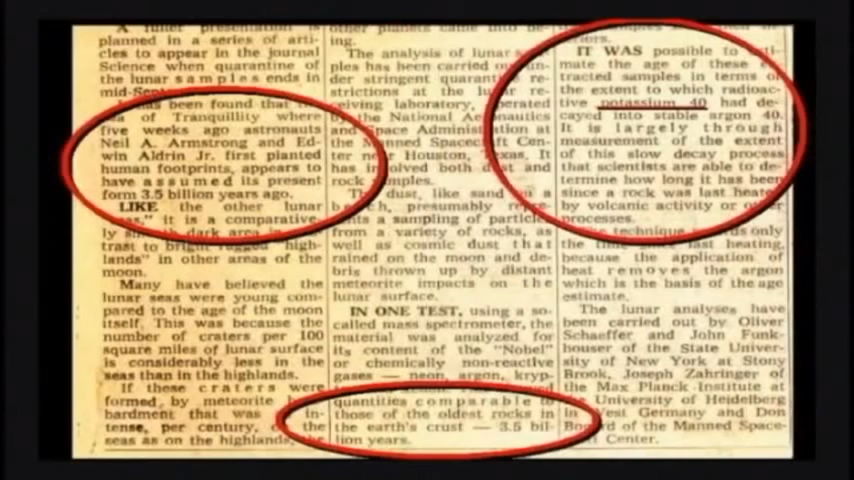 A fuller presentation is
planned in a series of arti-
cles to appear in the journal
Science when quarantine of
the lunar samples ends in
mid-Sept
has been found that
of Tranquillity where
five weeks ago astronauts
Neil A. Armstrong and Ed-
win Aldrin Jr. first planted
human footprints, appears to
have assumed its present
form 3.5 billion years ago.
LIKE the other lunar
it is a comparative-
ly dark area in
trast to bright rugged "high-
lands" in other areas of the
moon.
Many have believed the
lunar seas were young com-
pared to the age of the moon
itself. This was because the
number of craters per 100
square miles of lunar surface
is considerably less in the
seas than in the highlands.
If these craters were
formed by meteorite
bardment that was in-
tense, per century, the
seas as on the highlands,
other planets came into be-
ing.
The analysis of lunar
ples has been carried out un-
der stringent quarantine re-
strictions at the lunar re-
ceiving laboratory, operated
by the National Aeronautics
and Space Administration at
the Manned Spacecraft Cen-
ter near Houston, Texas. It
has involved both dust and
rock samples.
The dust, like sand on a
beach, presumably repre-
sents a sampling of particles
from a variety of rocks, as
well as cosmic dust that
rained on the moon and de-
bris thrown up by distant
meteorite impacts on the
lunar surface.
IN ONE TEST, using a so-
called mass spectrometer, the
material was analyzed for
its content of the "Nobel"
or chemically non-reactive
gases — neon, argon, kryp-
quantities comparable to
those of the oldest rocks in
the earth's crust — 3.5 bil-
lion years.
IT WAS possible to esti-
mate the age of these ex-
tracted samples in terms of
the extent to which radioac-
tive potassium 40 had de-
cayed into stable argon 40.
It is largely through
measurement of the extent
of this slow decay process
that scientists are able to de-
termine how long it has been
since a rock was last heated
by volcanic activity or other
processes.
technique only
the time last heating,
because the application of
heat removes the argon
which is the basis of the age
estimate.
The lunar analyses have
been carried out by Oliver
Schaeffer and John Funk-
houser of the State Univer-
sity of New York at Stony
Brook, Joseph Zahringer of
the Max Planck Institute at
the University of Heidelberg
in West Germany and Don
Bogard of the Manned Space-
craft Center.